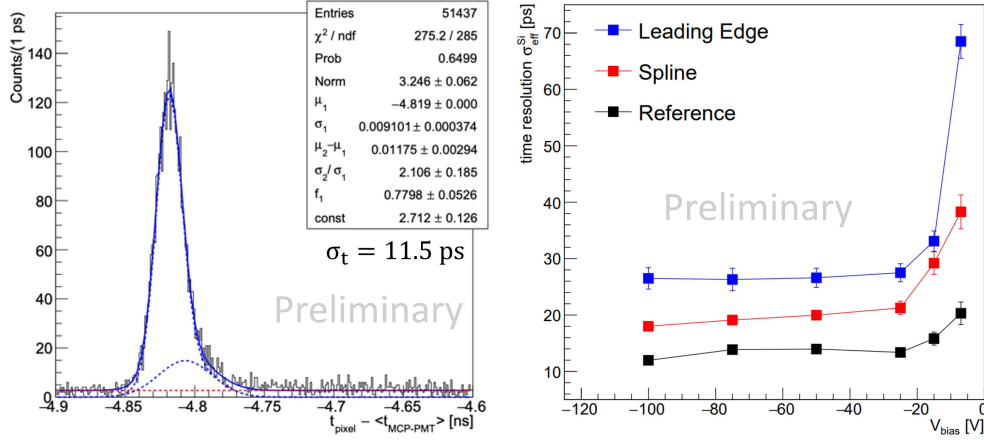 Counts/(1 ps)
140
120
100
80
60
40
20
0
−4.9
−4.85
−4.8
−4.75
−4.7
−4.65
−4.6
t_pixel − <t_MCP-PMT> [ns]
Entries 51437
χ² / ndf 275.2 / 285
Prob 0.6499
Norm 3.246 ± 0.062
μ₁ −4.819 ± 0.000
σ₁ 0.009101 ± 0.000374
μ₂−μ₁ 0.01175 ± 0.00294
σ₂/σ₁ 2.106 ± 0.185
f₁ 0.7798 ± 0.0526
const 2.712 ± 0.126
σt = 11.5 ps
Preliminary
time resolution σ_eff^Si [ps]
70
60
50
40
30
20
10
Leading Edge
Spline
Reference
Preliminary
−120
−100
−80
−60
−40
−20
0
V_bias [V]